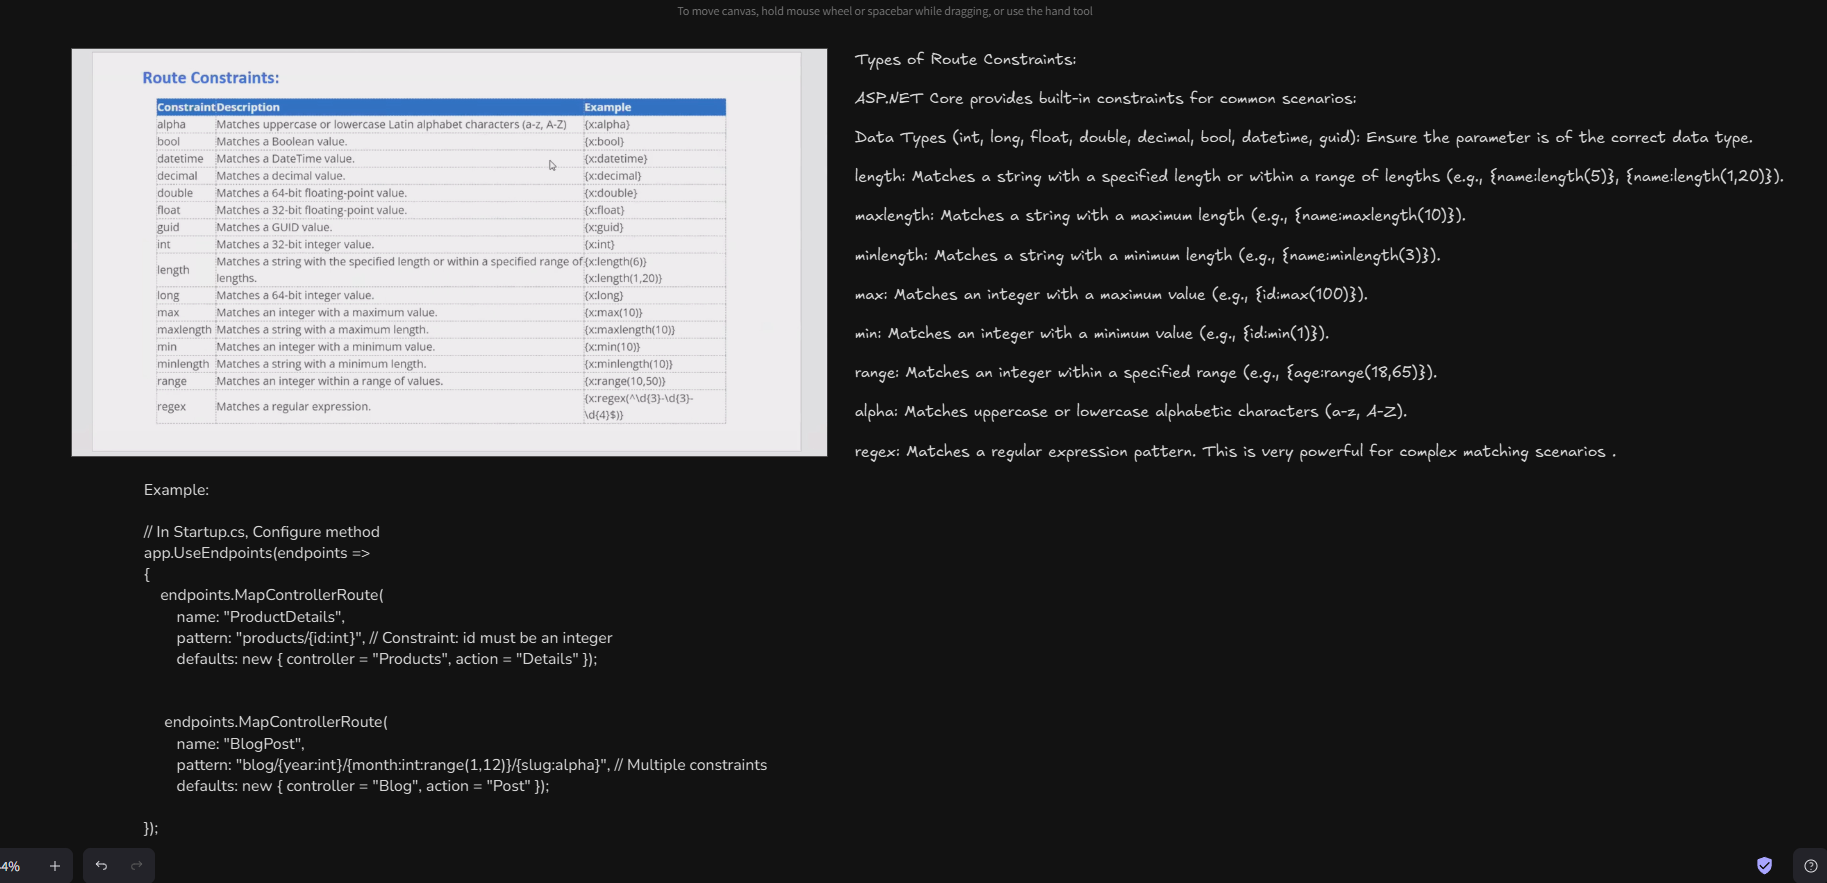 To move canvas, hold mouse wheel or spacebar while dragging, or use the hand tool
Route Constraints:
Constraint Description Example
alpha Matches uppercase or lowercase Latin alphabet characters (a-z, A-Z) {x:alpha}
bool Matches a Boolean value. {x:bool}
datetime Matches a DateTime value. {x:datetime}
decimal Matches a decimal value. {x:decimal}
double Matches a 64-bit floating-point value. {x:double}
float Matches a 32-bit floating-point value. {x:float}
guid Matches a GUID value. {x:guid}
int Matches a 32-bit integer value. {x:int}
length Matches a string with the specified length or within a specified range of {x:length(6)}
lengths. {x:length(1,20)}
long Matches a 64-bit integer value. {x:long}
max Matches an integer with a maximum value. {x:max(10)}
maxlength Matches a string with a maximum length. {x:maxlength(10)}
min Matches an integer with a minimum value. {x:min(10)}
minlength Matches a string with a minimum length. {x:minlength(10)}
range Matches an integer within a range of values. {x:range(10,50)}
regex Matches a regular expression. {x:regex(^\d{3}-\d{3}-
\d{4}$)}
Types of Route Constraints:
ASP.NET Core provides built-in constraints for common scenarios:
Data Types (int, long, float, double, decimal, bool, datetime, guid): Ensure the parameter is of the correct data type.
length: Matches a string with a specified length or within a range of lengths (e.g., {name:length(5)}, {name:length(1,20)}).
maxlength: Matches a string with a maximum length (e.g., {name:maxlength(10)}).
minlength: Matches a string with a minimum length (e.g., {name:minlength(3)}).
max: Matches an integer with a maximum value (e.g., {id:max(100)}).
min: Matches an integer with a minimum value (e.g., {id:min(1)}).
range: Matches an integer within a specified range (e.g., {age:range(18,65)}).
alpha: Matches uppercase or lowercase alphabetic characters (a-z, A-Z).
regex: Matches a regular expression pattern. This is very powerful for complex matching scenarios .
Example:
// In Startup.cs, Configure method
app.UseEndpoints(endpoints =>
{
endpoints.MapControllerRoute(
name: "ProductDetails",
pattern: "products/{id:int}", // Constraint: id must be an integer
defaults: new { controller = "Products", action = "Details" });
endpoints.MapControllerRoute(
name: "BlogPost",
pattern: "blog/{year:int}/{month:int:range(1,12)}/{slug:alpha}", // Multiple constraints
defaults: new { controller = "Blog", action = "Post" });
});
4%